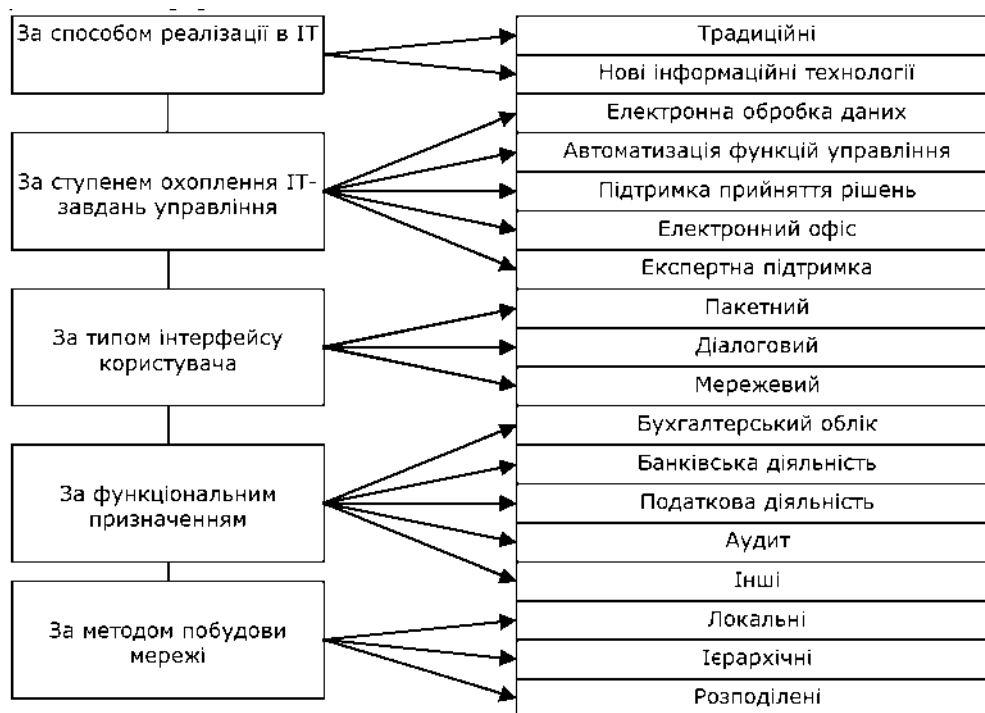 За способом реалізації в ІТ
Традиційні
Нові інформаційні технології
За ступенем охоплення ІТ-
завдань управління
Електронна обробка даних
Автоматизація функцій управління
Підтримка прийняття рішень
Електронний офіс
Експертна підтримка
За типом інтерфейсу
користувача
Пакетний
Діалоговий
Мережевий
За функціональним
призначенням
Бухгалтерський облік
Банківська діяльність
Податкова діяльність
Аудит
Інші
За методом побудови
мережі
Локальні
Ієрархічні
Розподілені